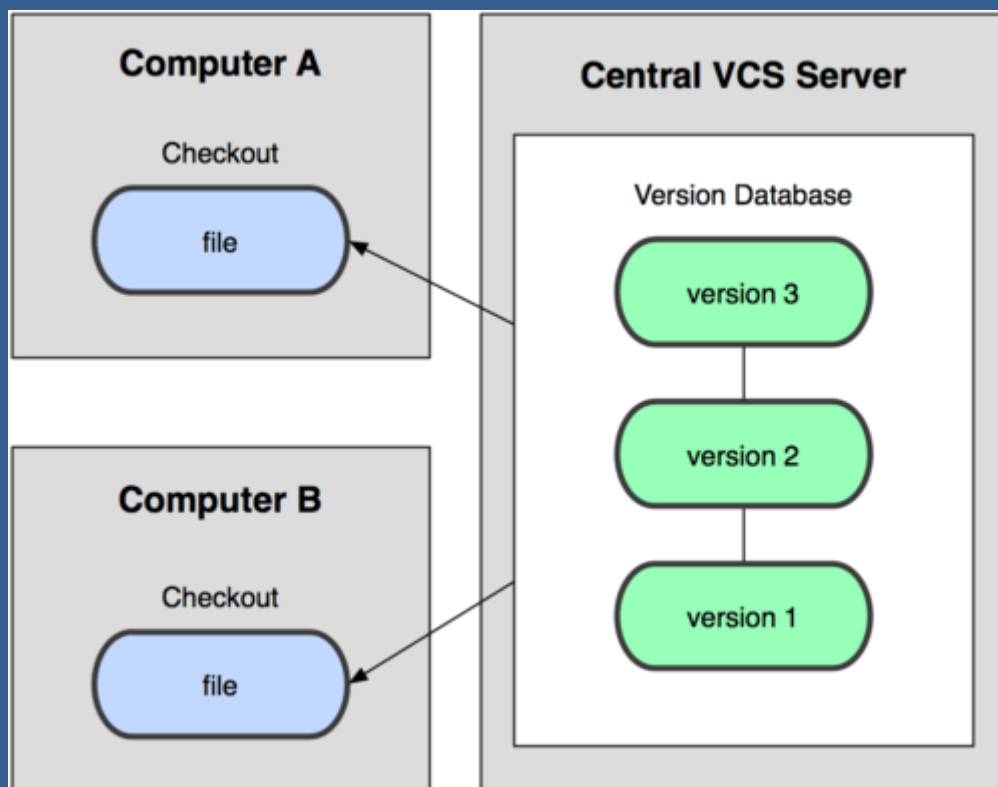 Computer A
Checkout
file
Computer B
Checkout
file
Central VCS Server
Version Database
version 3
version 2
version 1